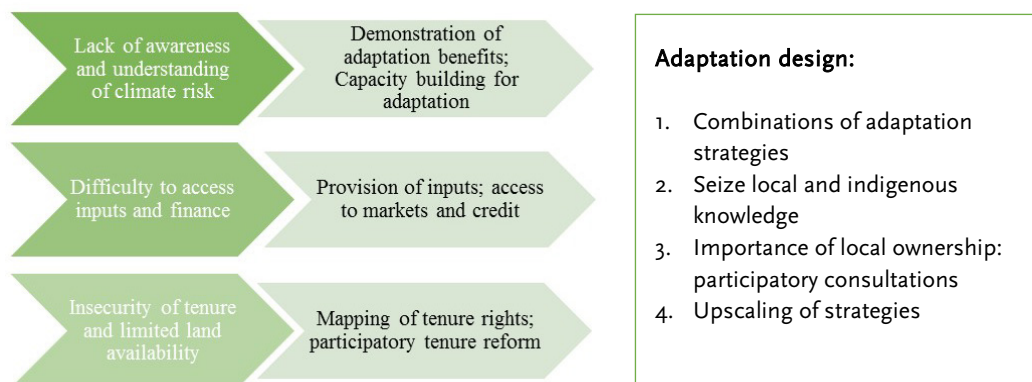 Lack of awareness
and understanding
of climate risk
Demonstration of
adaptation benefits;
Capacity building for
adaptation
Difficulty to access
inputs and finance
Provision of inputs; access
to markets and credit
Insecurity of tenure
and limited land
availability
Mapping of tenure rights;
participatory tenure reform
Adaptation design:
1. Combinations of adaptation
strategies
2. Seize local and indigenous
knowledge
3. Importance of local ownership:
participatory consultations
4. Upscaling of strategies